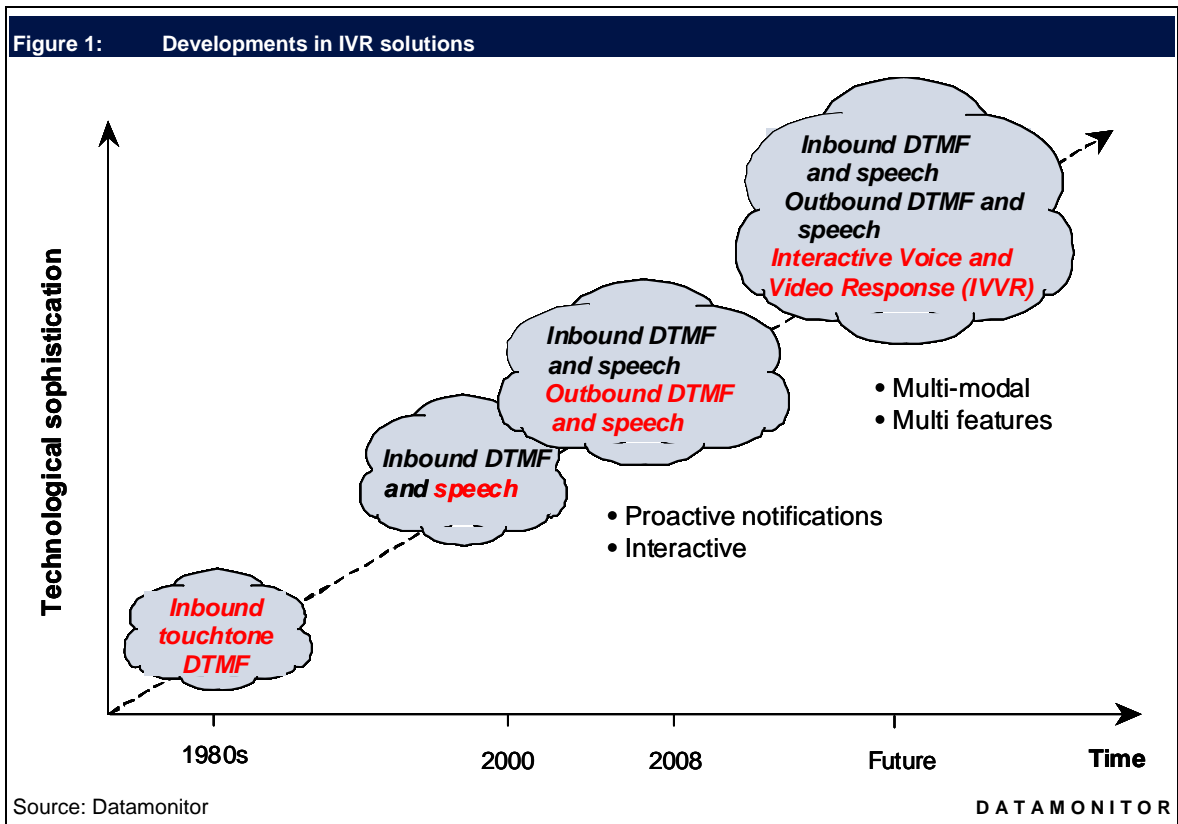 Figure 1: Developments in IVR solutions
Technological sophistication
Inbound DTMF
and speech
Outbound DTMF and
speech
Interactive Voice and
Video Response (IVVR)
Inbound DTMF
and speech
Outbound DTMF
and speech
• Multi-modal
• Multi features
Inbound DTMF
and speech
• Proactive notifications
• Interactive
Inbound
touchtone
DTMF
1980s 2000 2008 Future Time
Source: Datamonitor DATAMONITOR